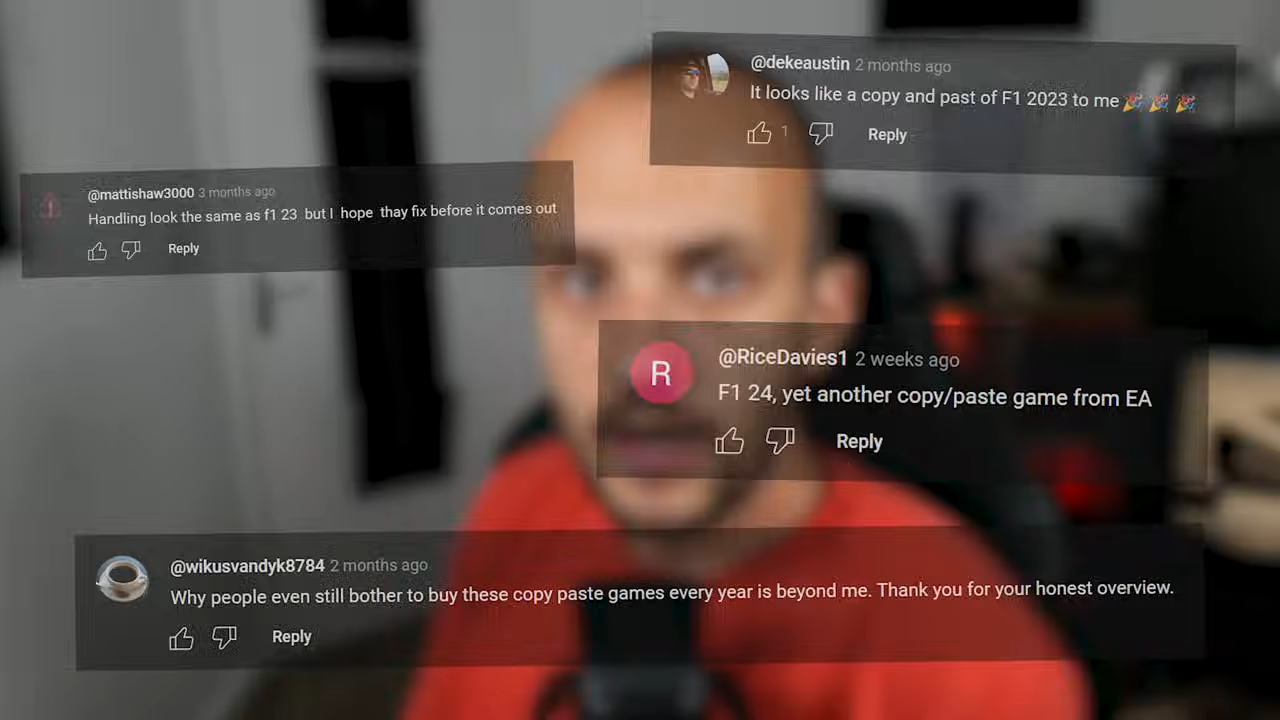 @dekeaustin 2 months ago
It looks like a copy and past of F1 2023 to me 🎉 🎉 🎉
1 Reply
@mattishaw3000 3 months ago
Handling look the same as f1 23 but I hope thay fix before it comes out
Reply
R
@RiceDavies1 2 weeks ago
F1 24, yet another copy/paste game from EA
Reply
@wikusvandyk8784 2 months ago
Why people even still bother to buy these copy paste games every year is beyond me. Thank you for your honest overview.
Reply